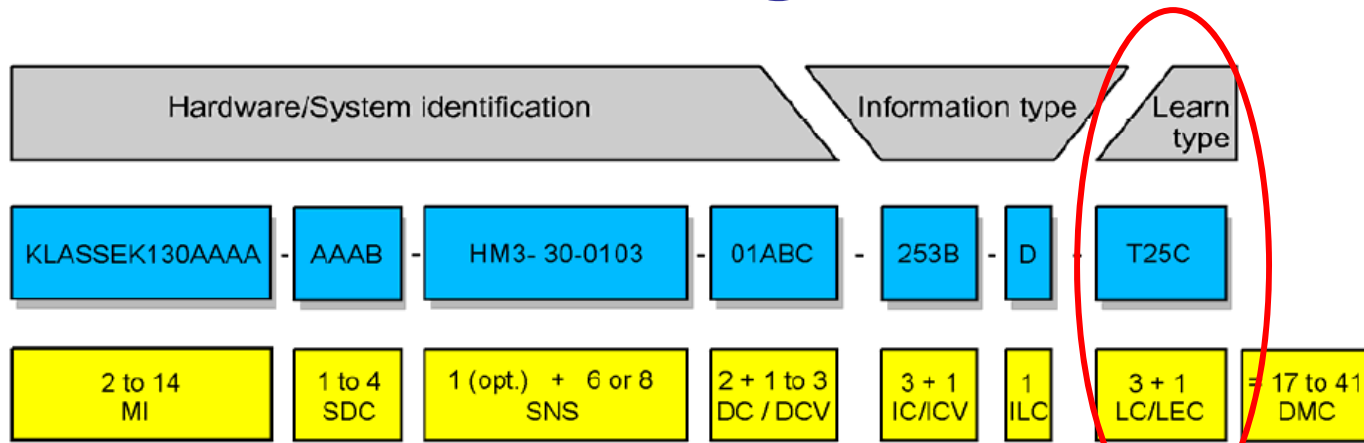 Hardware/System identification
Information type
Learn
type
KLASSEK130AAAA - AAAB - HM3- 30-0103 - 01ABC - 253B - D - T25C
2 to 14
MI
1 to 4
SDC
1 (opt.) + 6 or 8
SNS
2 + 1 to 3
DC / DCV
3 + 1
IC/ICV
1
ILC
3 + 1
LC/LEC
= 17 to 41
DMC